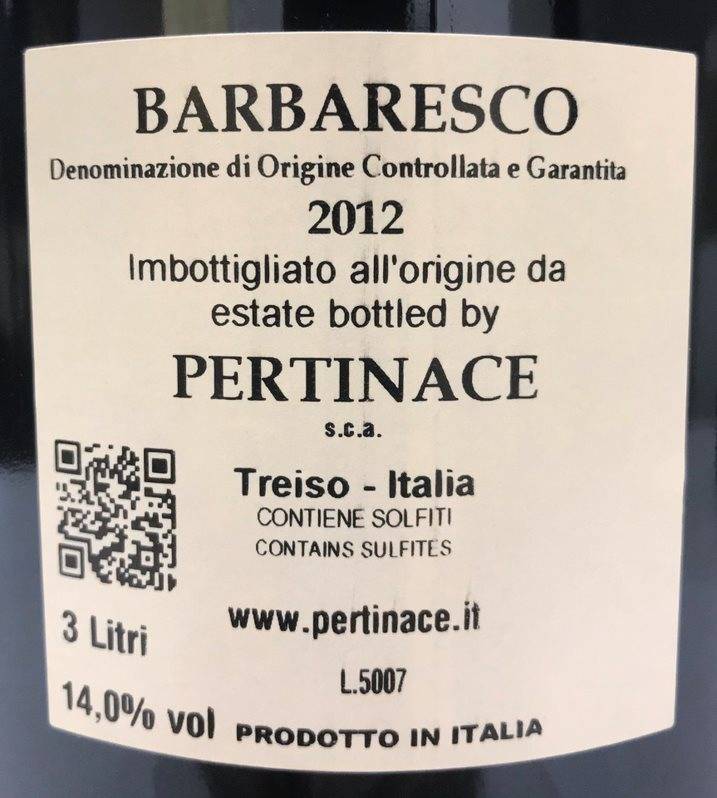 BARBARESCO
Denominazione di Origine Controllata e Garantita
2012
Imbottigliato all'origine da
estate bottled by
PERTINACE
s.c.a.
Treiso - Italia
CONTIENE SOLFITI
CONTAINS SULFITES
www.pertinace.it
3 Litri
L.5007
14,0% vol
PRODOTTO IN ITALIA